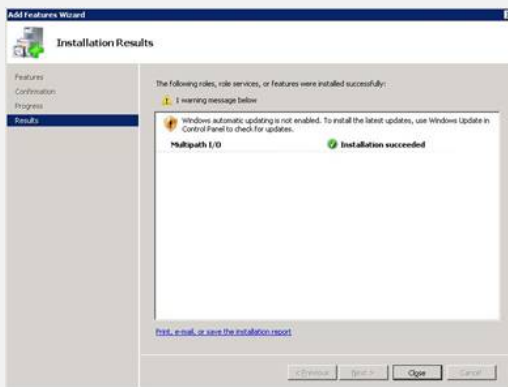 Add Features Wizard
Installation Results
Features
Confirmation
Progress
Results
The following roles, role services, or features were installed successfully:
1 warning message below
Windows automatic updating is not enabled. To install the latest updates, use Windows Update in
Control Panel to check for updates.
Multipath I/O
Installation succeeded
Print, e-mail, or save the installation report
< Previous
Next >
Close
Cancel